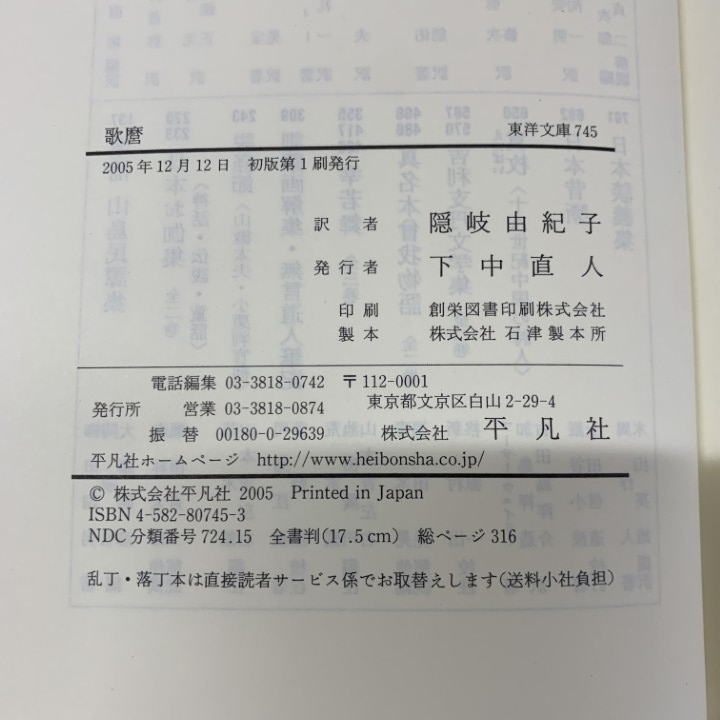 歌麿 東洋文庫 745
2005年12月12日 初版第1刷発行
訳者 隠岐由紀子
発行者 下中直人
印刷 創栄図書印刷株式会社
製本 株式会社 石津製本所
電話編集 03-3818-0742 〒112-0001
発行所 営業 03-3818-0874 東京都文京区白山2-29-4
振替 00180-0-29639 株式会社 平凡社
平凡社ホームページ http://www.heibonsha.co.jp/
© 株式会社平凡社 2005 Printed in Japan
ISBN 4-582-80745-3
NDC分類番号 724.15 全書判(17.5cm) 総ページ 316
乱丁・落丁本は直接読者サービス係でお取替えします(送料小社負担)